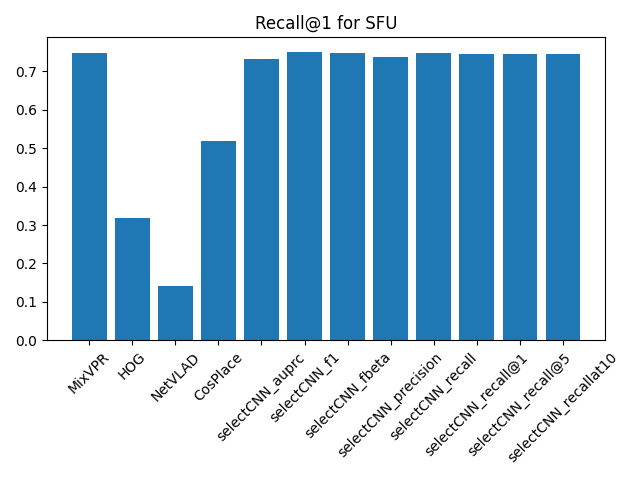 Recall@1 for SFU
0.7
0.6
0.5
0.4
0.3
0.2
0.1
0.0
MixVPR
HOG
NetVLAD
CosPlace
selectCNN_auprc
selectCNN_f1
selectCNN_fbeta
selectCNN_precision
selectCNN_recall
selectCNN_recall@1
selectCNN_recall@5
selectCNN_recallat10